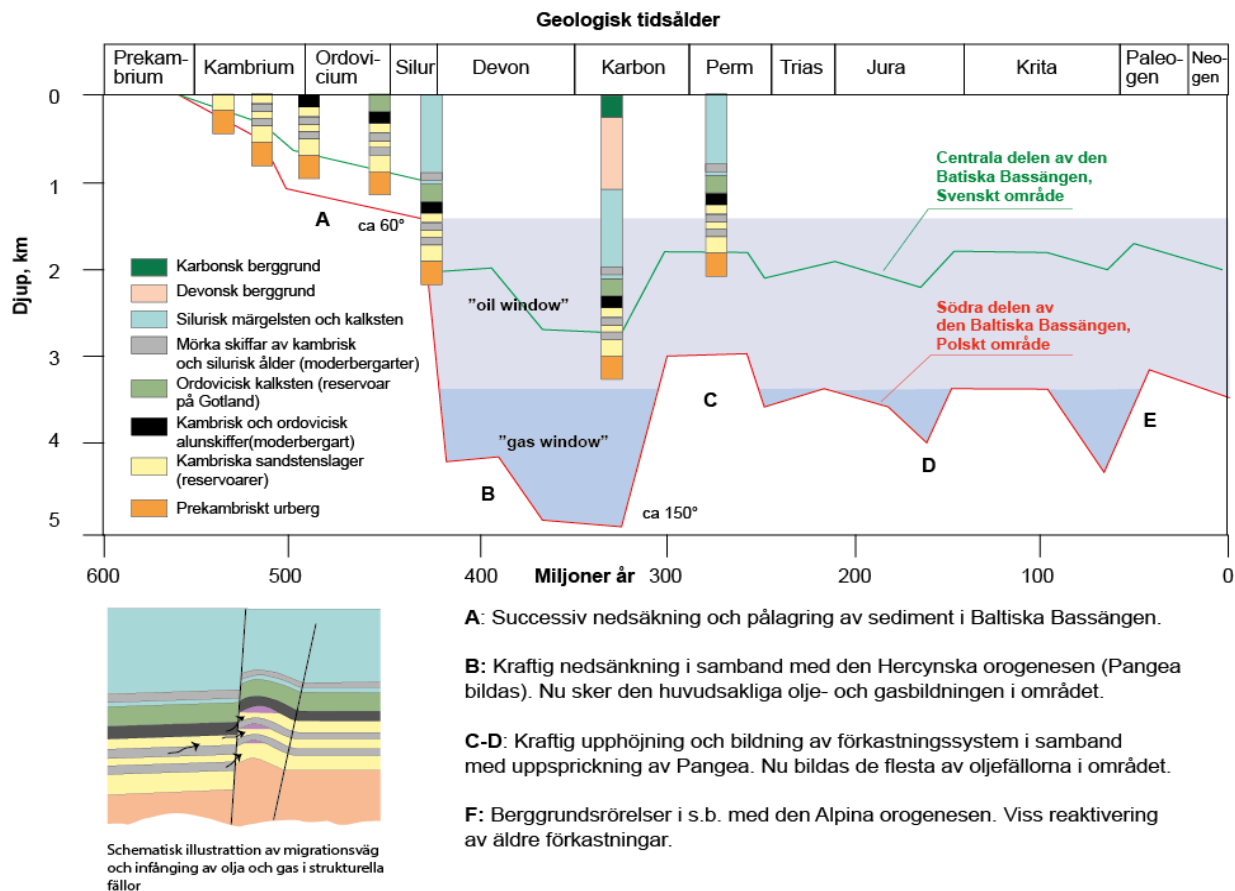 Geologisk tidsålder
Prekam-
brium
Kambrium
Ordovi-
cium
Silur
Devon
Karbon
Perm
Trias
Jura
Krita
Paleo-
gen
Neo-
gen
Djup, km
0
1
2
3
4
5
A
ca 60°
Centrala delen av den
Batiska Bassängen,
Svenskt område
Karbonsk berggrund
Devonsk berggrund
Silurisk märgelsten och kalksten
Mörka skiffar av kambrisk
och silurisk ålder (moderbergarter)
Ordovicisk kalksten (reservoar
på Gotland)
Kambrisk och ordovicisk
alunskiffer(moderbergart)
Kambriska sandstenslager
(reservoarer)
Prekambriskt urberg
"oil window"
Södra delen av
den Baltiska Bassängen,
Polskt område
"gas window"
B
C
D
E
ca 150°
600
500
Miljoner år
300
200
100
0
Schematisk illustrattion av migrationsväg
och infånging av olja och gas i strukturella
fällor
A: Successiv nedsäkning och pålagring av sediment i Baltiska Bassängen.
B: Kraftig nedsänkning i samband med den Hercynska orogenesen (Pangea
bildas). Nu sker den huvudsakliga olje- och gasbildningen i området.
C-D: Kraftig upphöjning och bildning av förkastningssystem i samband
med uppsprickning av Pangea. Nu bildas de flesta av oljefällorna i området.
F: Berggrundsrörelser i s.b. med den Alpina orogenesen. Viss reaktivering
av äldre förkastningar.
400